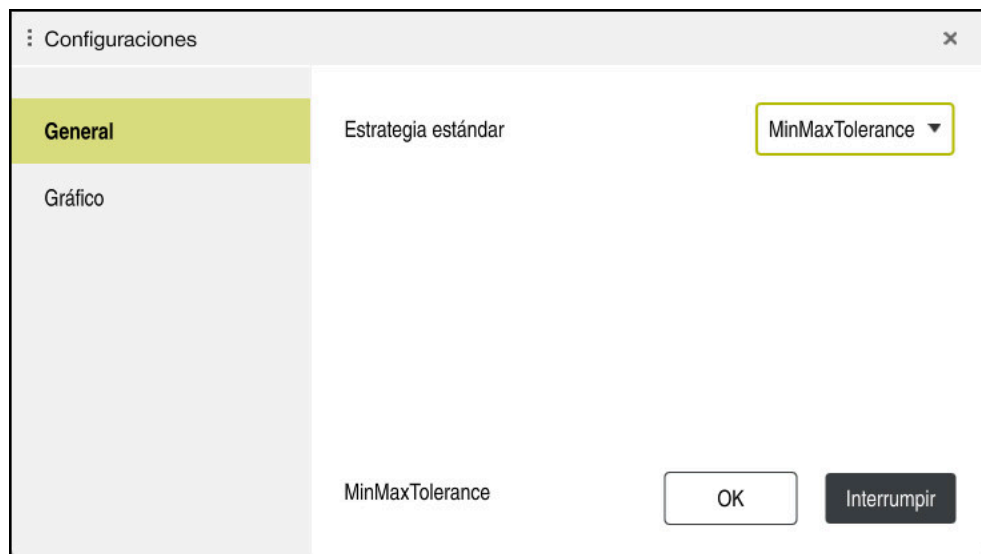 Configuraciones
General
Gráfico
Estrategia estándar
MinMaxTolerance
MinMaxTolerance
OK
Interrumpir